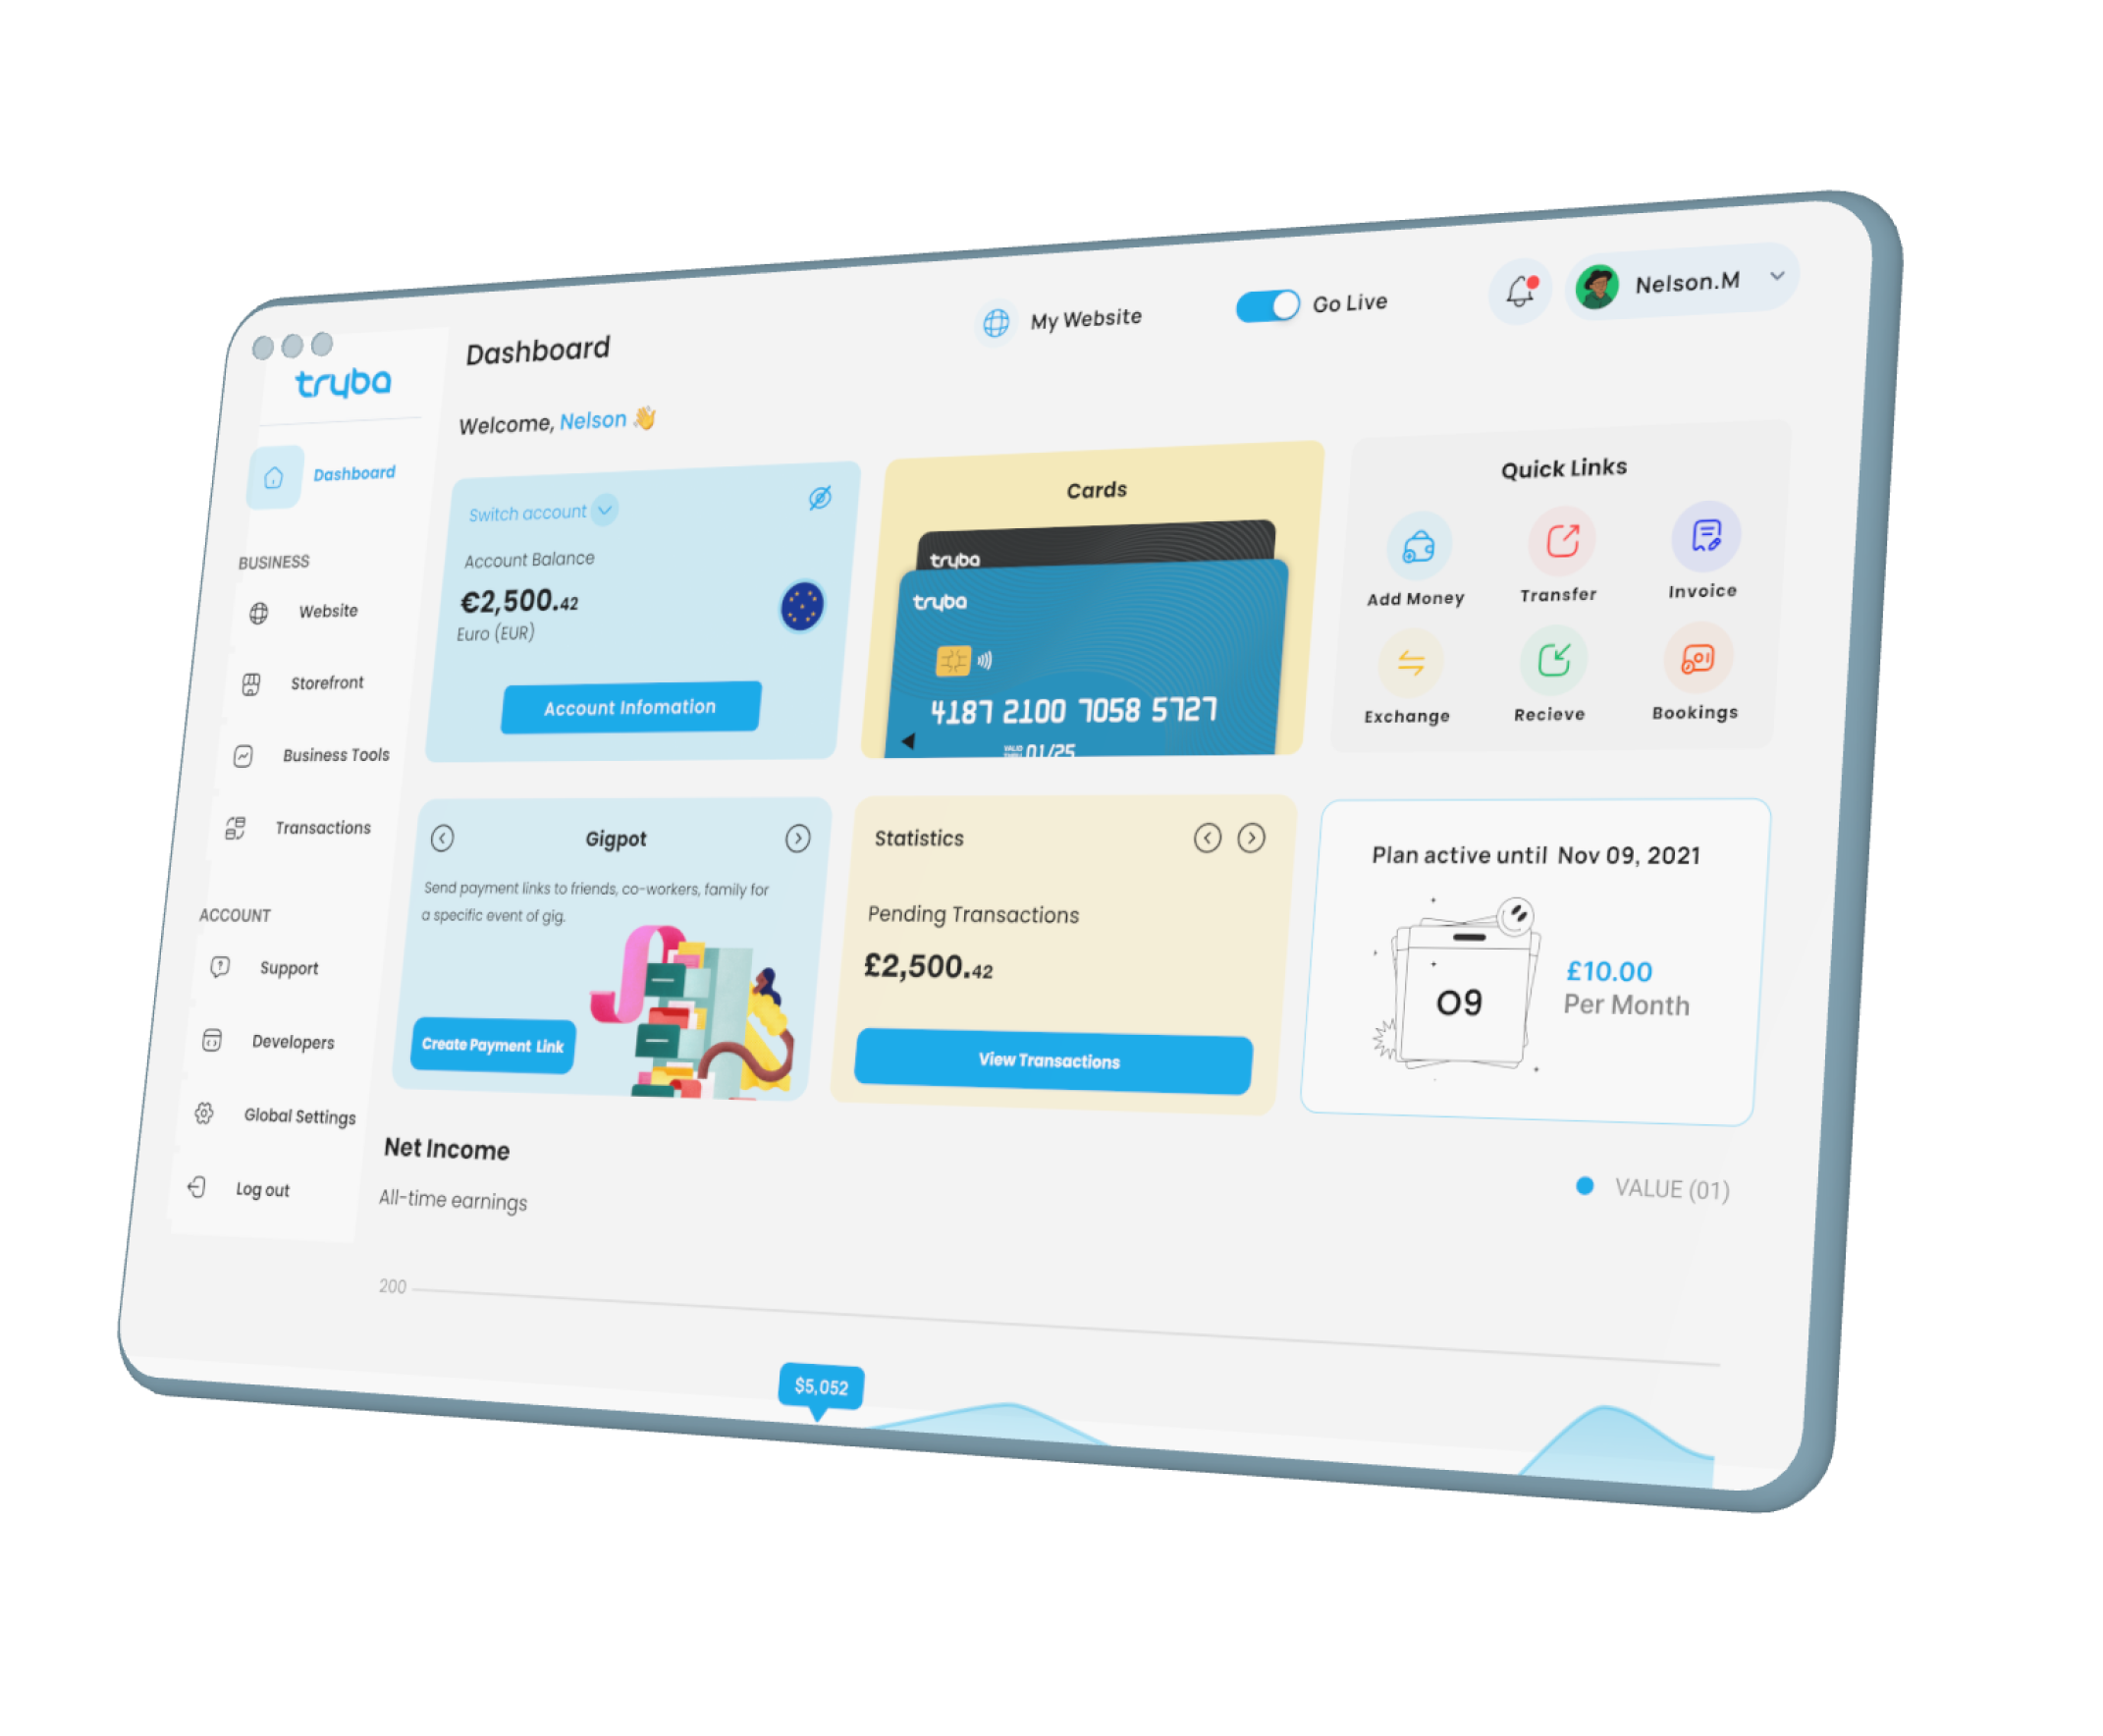 tryba
Dashboard
BUSINESS
Website
Storefront
Business Tools
Transactions
ACCOUNT
Support
Developers
Global Settings
Log out
Dashboard
My Website
Go Live
Nelson.M
Welcome, Nelson 👋
Switch account
Account Balance
€2,500.42
Euro (EUR)
Account Infomation
Cards
tryba
tryba
4187 2100 7058 5727
VALID
THRU
01/25
Quick Links
Add Money
Transfer
Invoice
Exchange
Recieve
Bookings
Gigpot
Send payment links to friends, co-workers, family for
a specific event of gig.
Create Payment Link
Statistics
Pending Transactions
£2,500.42
View Transactions
Plan active until Nov 09, 2021
09
£10.00
Per Month
Net Income
All-time earnings
VALUE (01)
200
$5,052